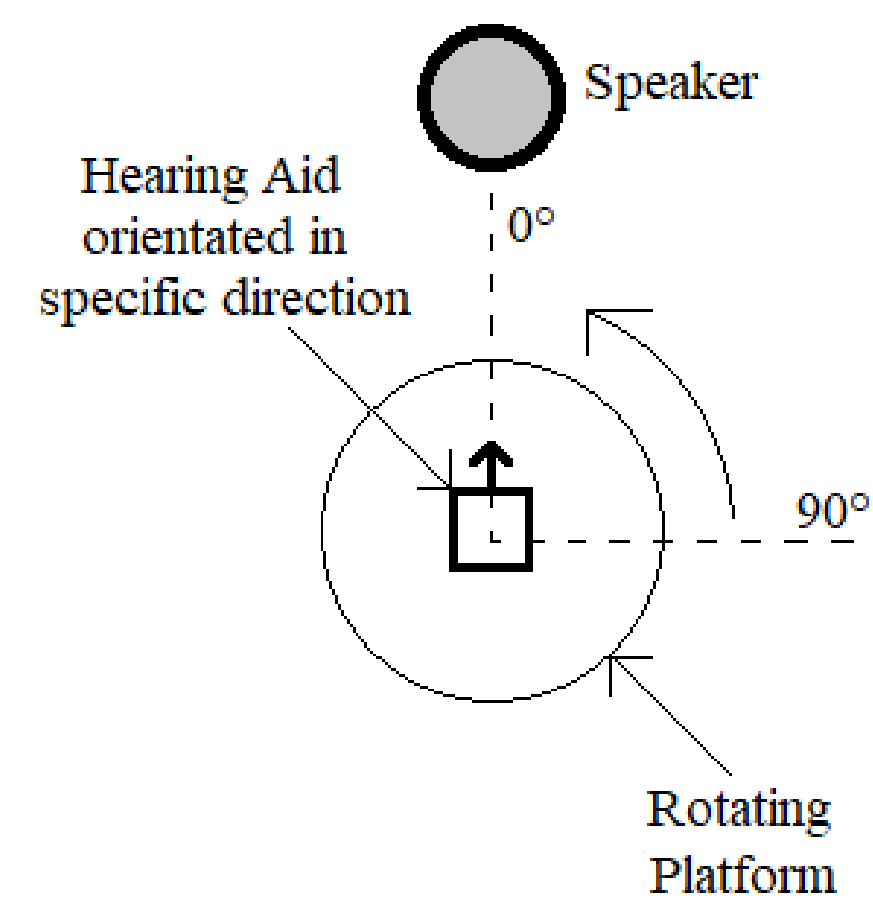 Speaker
Hearing Aid
orientated in
specific direction
0°
90°
Rotating
Platform